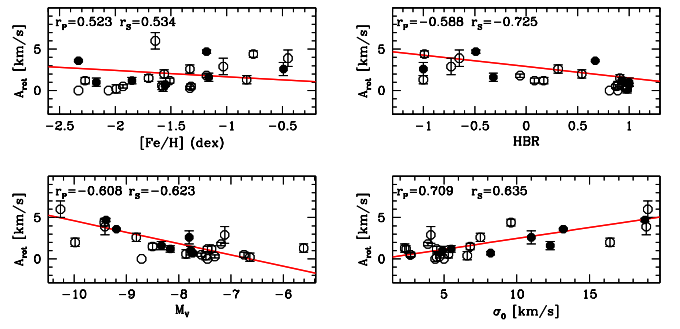 r_P=0.523 r_S=0.534
r_P=−0.588 r_S=−0.725
5
0
A_rot [km/s]
−2.5 −2 −1.5 −1 −0.5
[Fe/H] (dex)
5
0
A_rot [km/s]
−1 −0.5 0 0.5 1
HBR
r_P=−0.608 r_S=−0.623
r_P=0.709 r_S=0.635
5
0
A_rot [km/s]
−10 −9 −8 −7 −6
M_V
5
0
A_rot [km/s]
5 10 15
σ_0 [km/s]